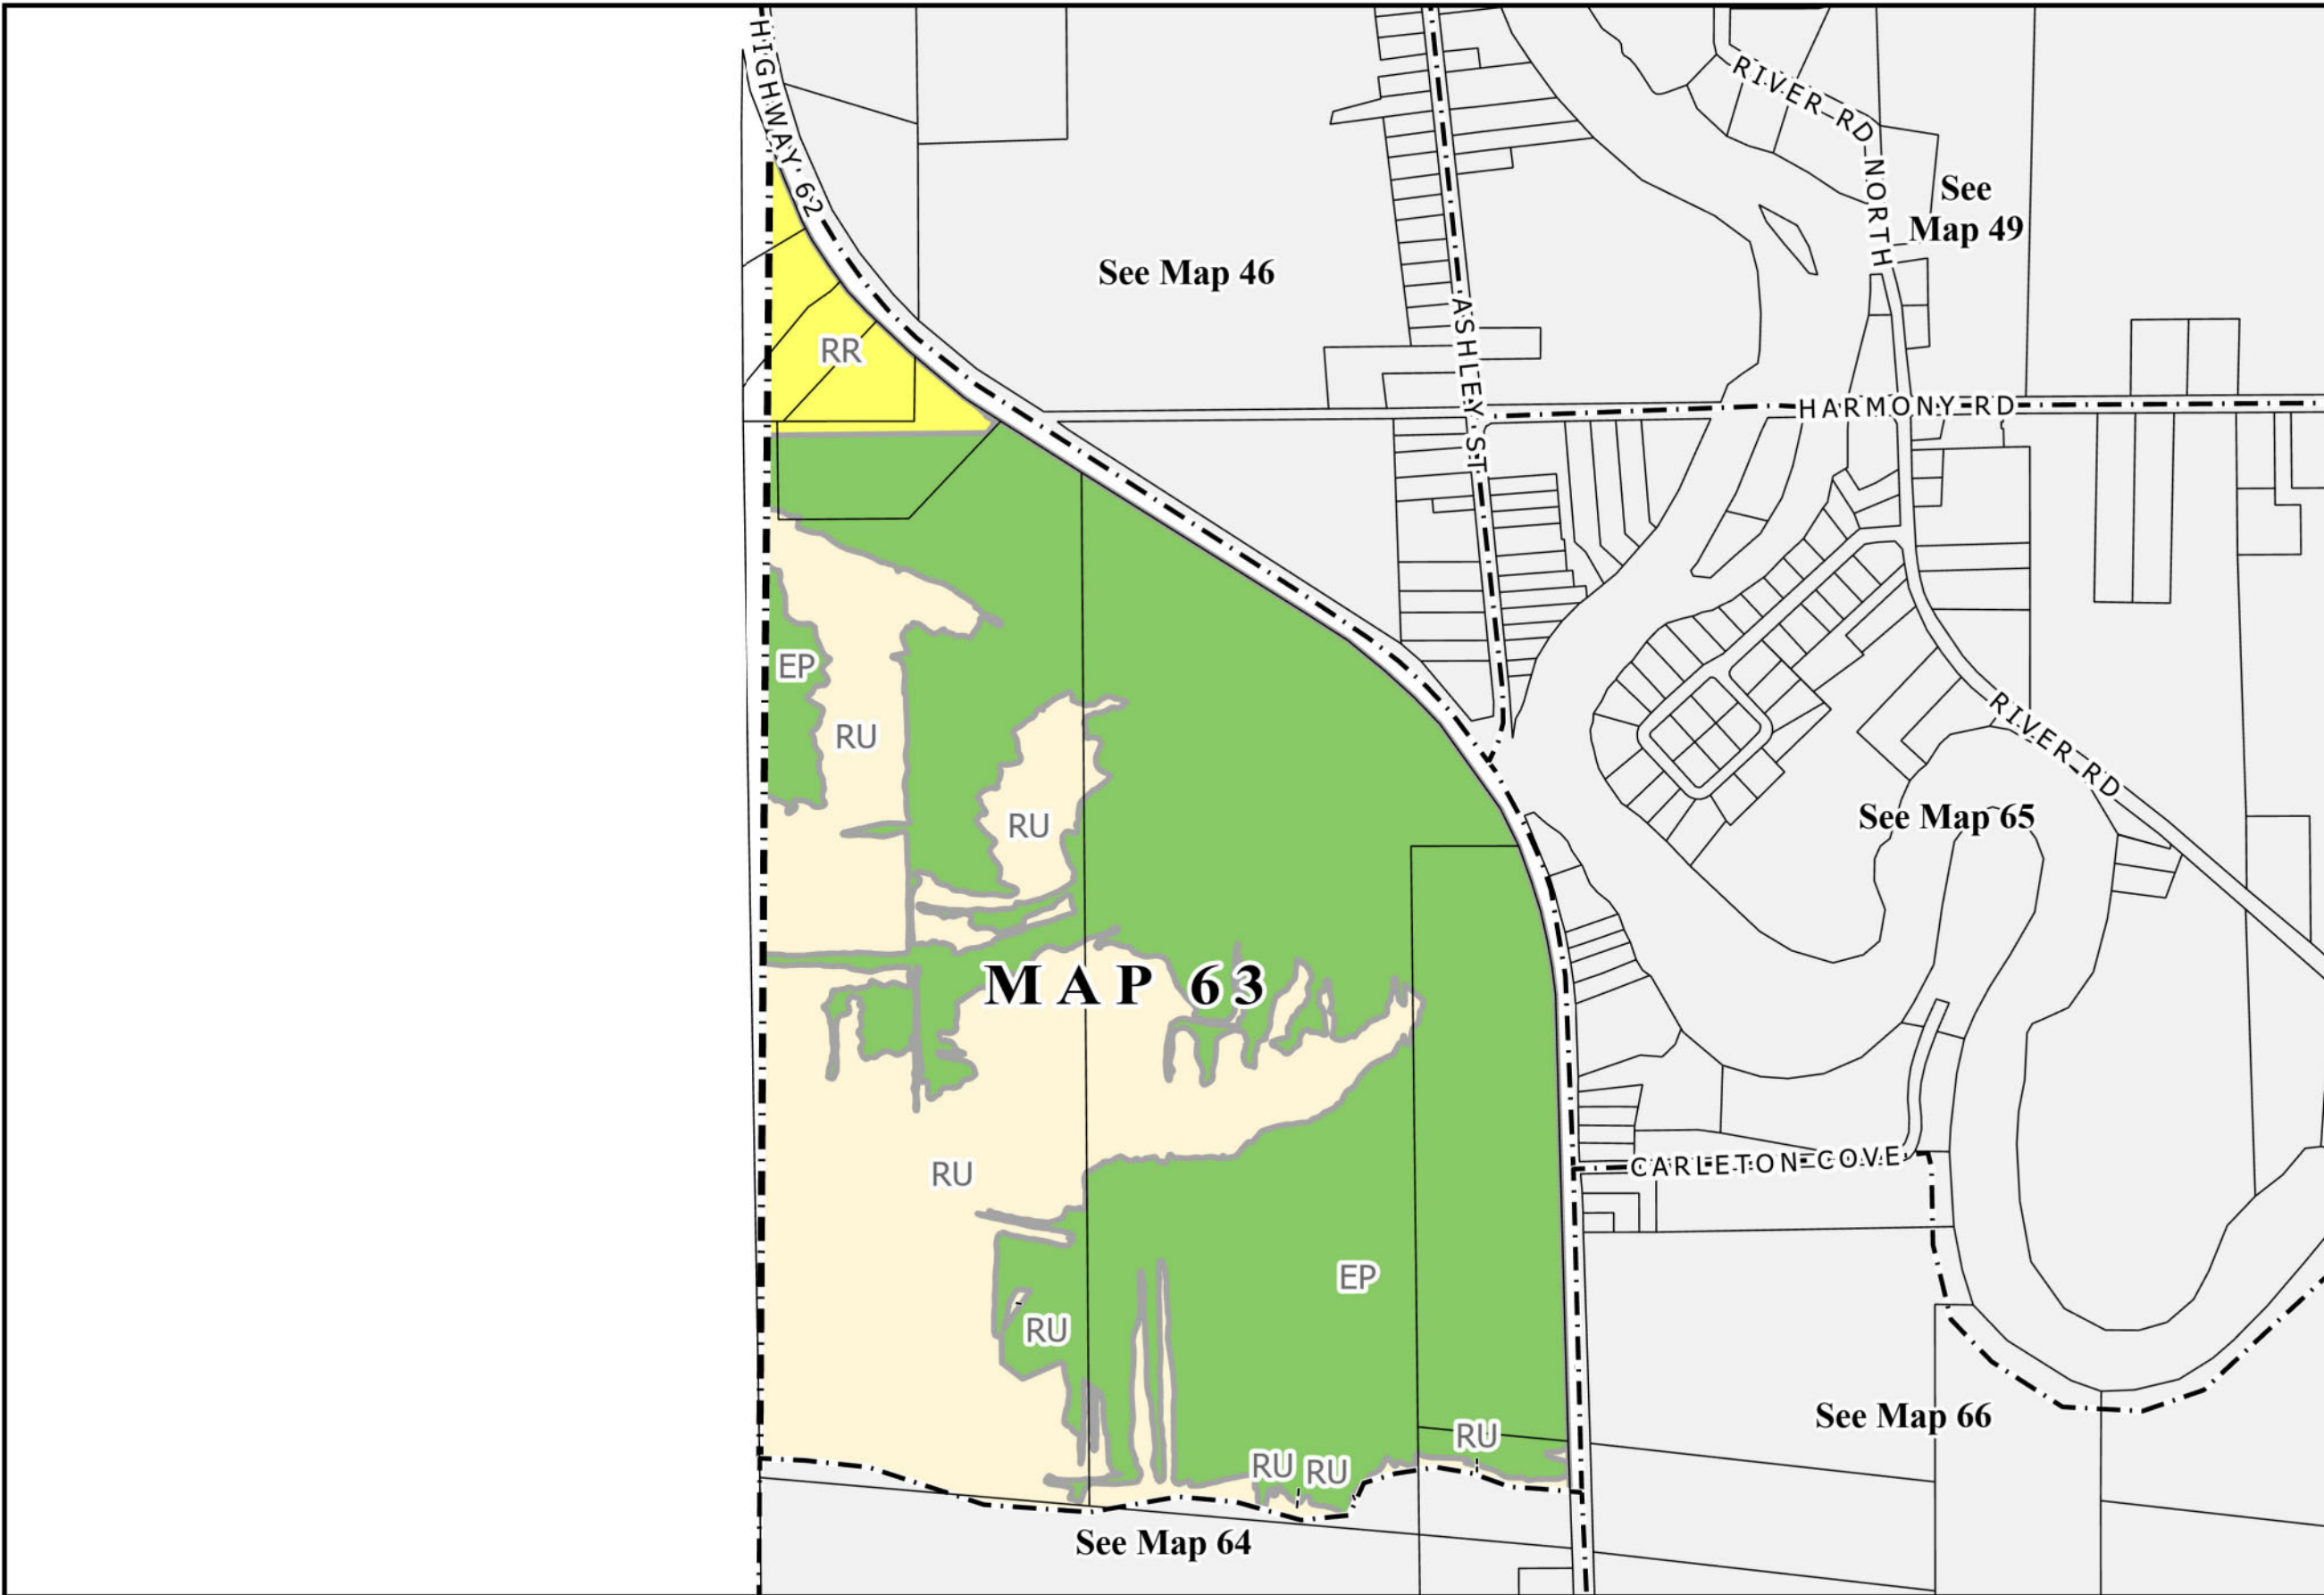 HIGHWAY 62
RIVER RD NORTH
See
Map 49
See Map 46
ASHLEY ST
RR
HARMONY RD
EP
RU
RIVER RD
RU
See Map 65
MAP 63
CARLETON COVE
RU
EP
RU
See Map 66
RU
RU RU
See Map 64